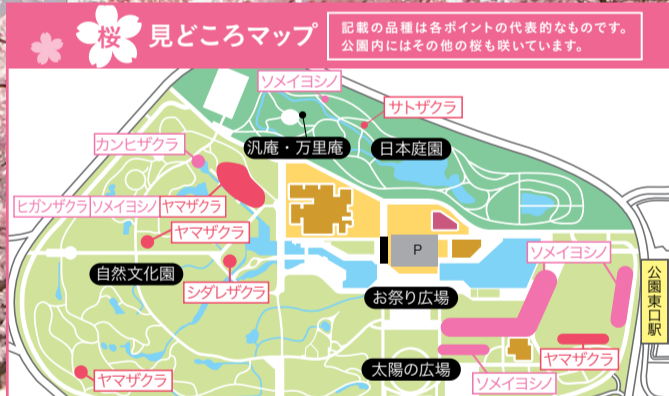 桜 見どころマップ
記載の品種は各ポイントの代表的なものです。
公園内にはその他の桜も咲いています。
ソメイヨシノ
サトザクラ
カンヒザクラ
汎庵・万里庵
日本庭園
ヒガンザクラ ソメイヨシノ ヤマザクラ
ヤマザクラ
自然文化園
シダレザクラ
P
ソメイヨシノ
お祭り広場
公園東口駅
太陽の広場
ヤマザクラ
ヤマザクラ
ソメイヨシノ